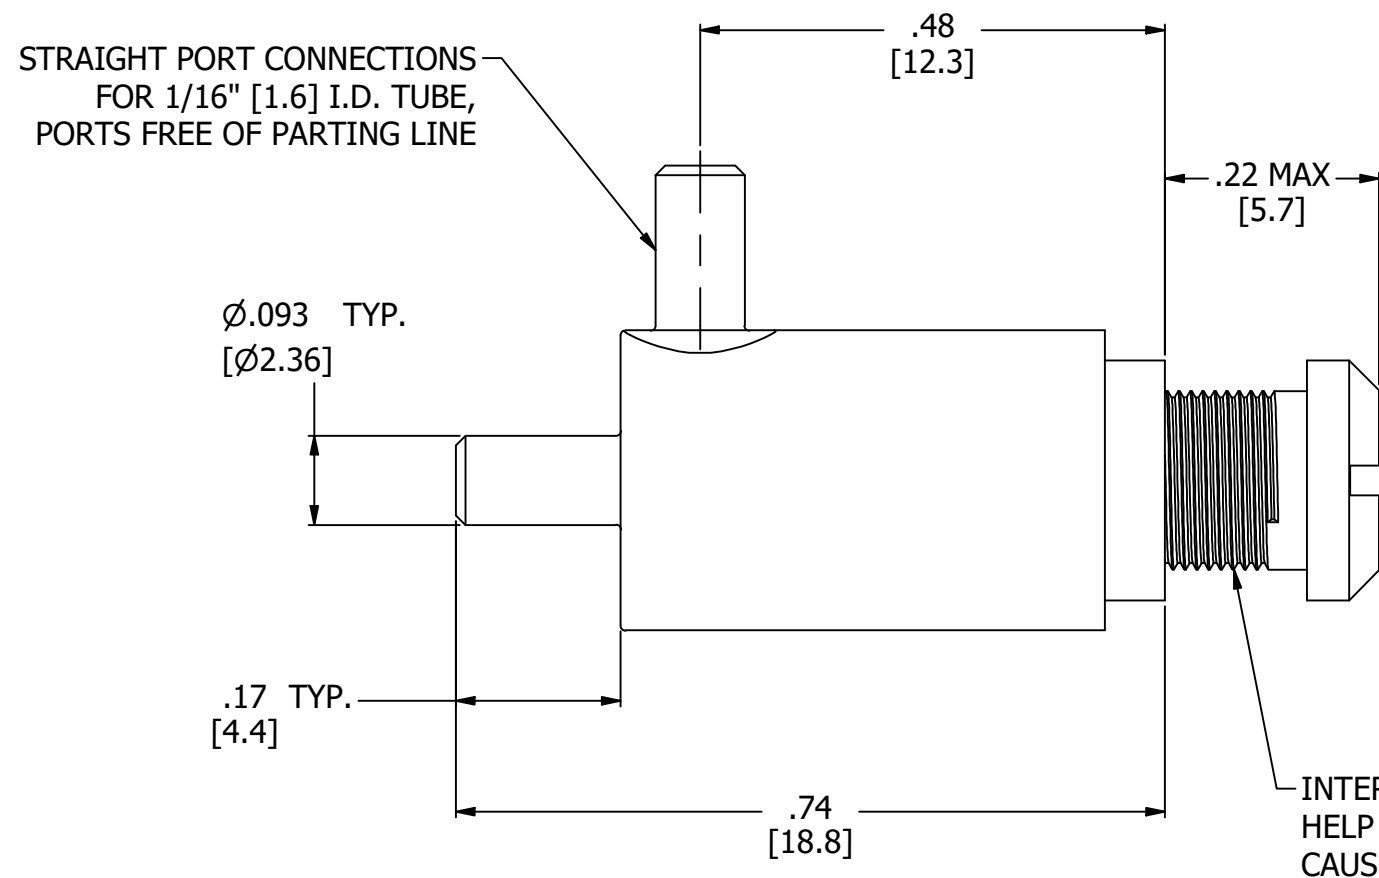 .48
[12.3]
STRAIGHT PORT CONNECTIONS
FOR 1/16" [1.6] I.D. TUBE,
PORTS FREE OF PARTING LINE
.22 MAX
[5.7]
Ø.093 TYP.
[Ø2.36]
.17 TYP.
[4.4]
.74
[18.8]
HELP